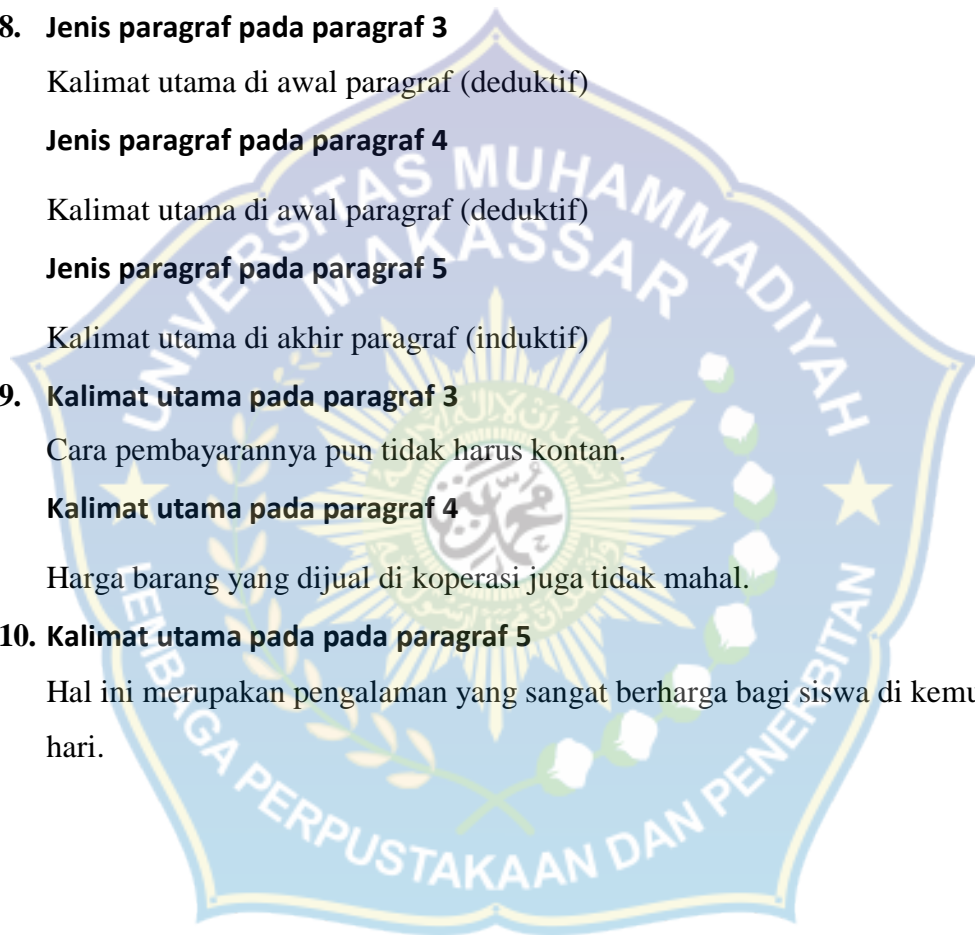 8. Jenis paragraf pada paragraf 3
Kalimat utama di awal paragraf (deduktif)
Jenis paragraf pada paragraf 4
Kalimat utama di awal paragraf (deduktif)
Jenis paragraf pada paragraf 5
Kalimat utama di akhir paragraf (induktif)
9. Kalimat utama pada paragraf 3
Cara pembayarannya pun tidak harus kontan.
Kalimat utama pada paragraf 4
Harga barang yang dijual di koperasi juga tidak mahal.
10. Kalimat utama pada pada paragraf 5
Hal ini merupakan pengalaman yang sangat berharga bagi siswa di kemu
hari.
UNIVERSITAS MUHAMMADIYAH
MAKASSAR
محمد
LEMBAGA PERPUSTAKAAN DAN PENERBITAN